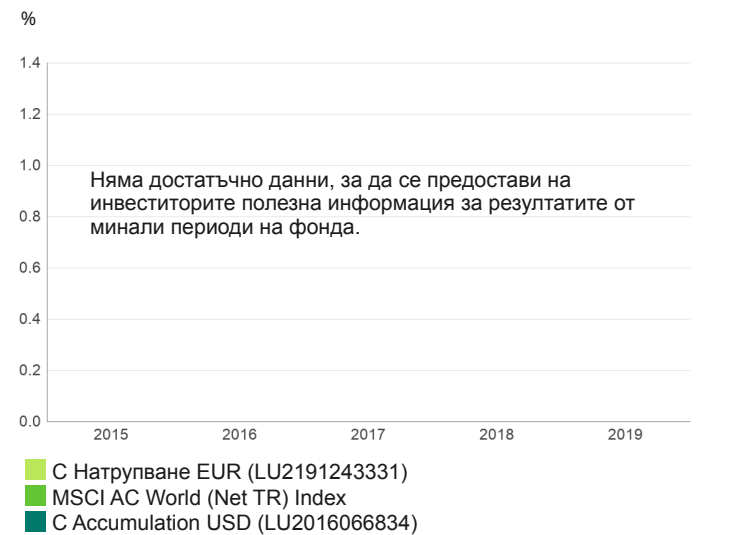 %
1.4
1.2
1.0
0.8
0.6
0.4
0.2
0.0
Няма достатъчно данни, за да се предостави на
инвеститорите полезна информация за резултатите от
минали периоди на фонда.
2015 2016 2017 2018 2019
C Натрупване EUR (LU2191243331)
MSCI AC World (Net TR) Index
C Accumulation USD (LU2016066834)